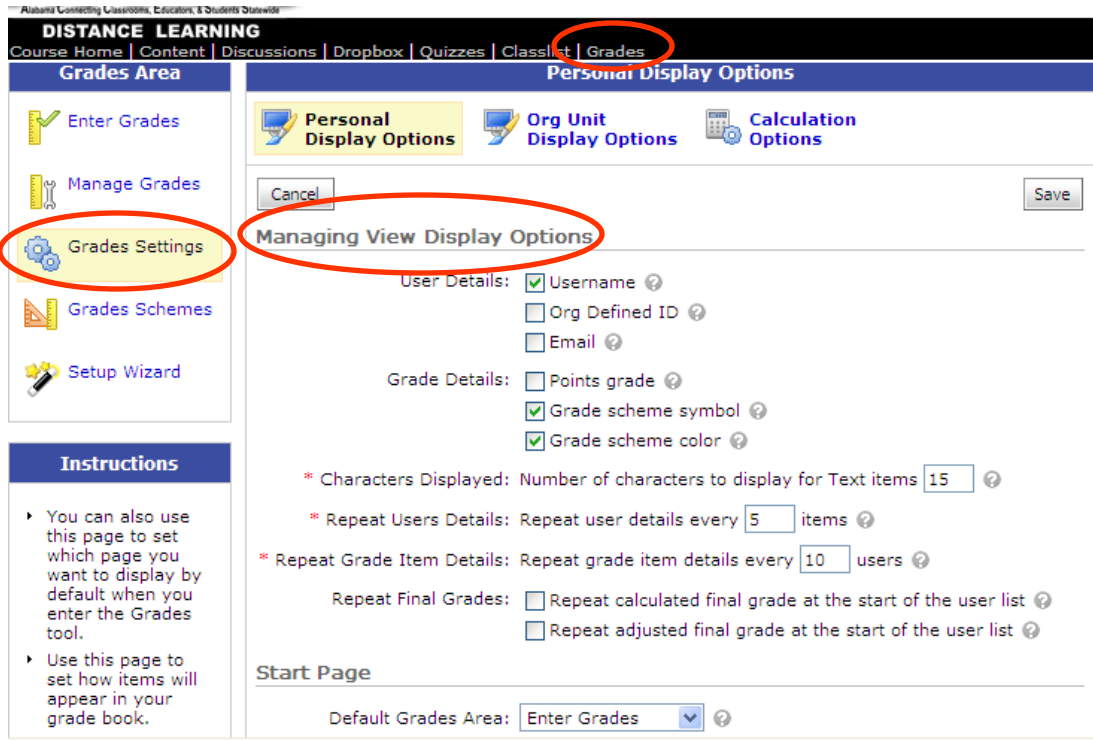 Alabama Connecting Classrooms, Educators, & Students Statewide
DISTANCE LEARNING
Course Home | Content | Discussions | Dropbox | Quizzes | Classlist | Grades
Grades Area
Enter Grades
Manage Grades
Grades Settings
Grades Schemes
Setup Wizard
Instructions
You can also use
this page to set
which page you
want to display by
default when you
enter the Grades
tool.
Use this page to
set how items will
appear in your
grade book.
Personal Display Options
Personal
Display Options
Org Unit
Display Options
Calculation
Options
Cancel
Save
Managing View Display Options
User Details: Username ?
Org Defined ID ?
Email ?
Grade Details: Points grade ?
Grade scheme symbol ?
Grade scheme color ?
* Characters Displayed: Number of characters to display for Text items 15 ?
* Repeat Users Details: Repeat user details every 5 items ?
* Repeat Grade Item Details: Repeat grade item details every 10 users ?
Repeat Final Grades: Repeat calculated final grade at the start of the user list ?
Repeat adjusted final grade at the start of the user list ?
Start Page
Default Grades Area: Enter Grades ?